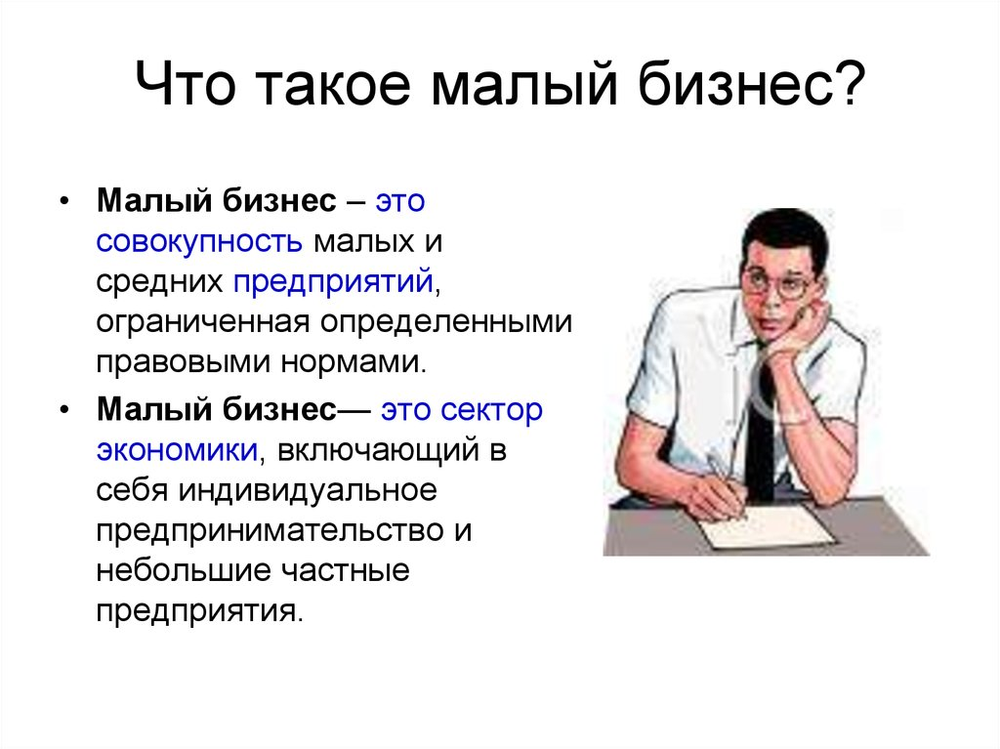 Что такое малый бизнес?
• Малый бизнес – это
совокупность малых и
средних предприятий,
ограниченная определенными
правовыми нормами.
• Малый бизнес— это сектор
экономики, включающий в
себя индивидуальное
предпринимательство и
небольшие частные
предприятия.